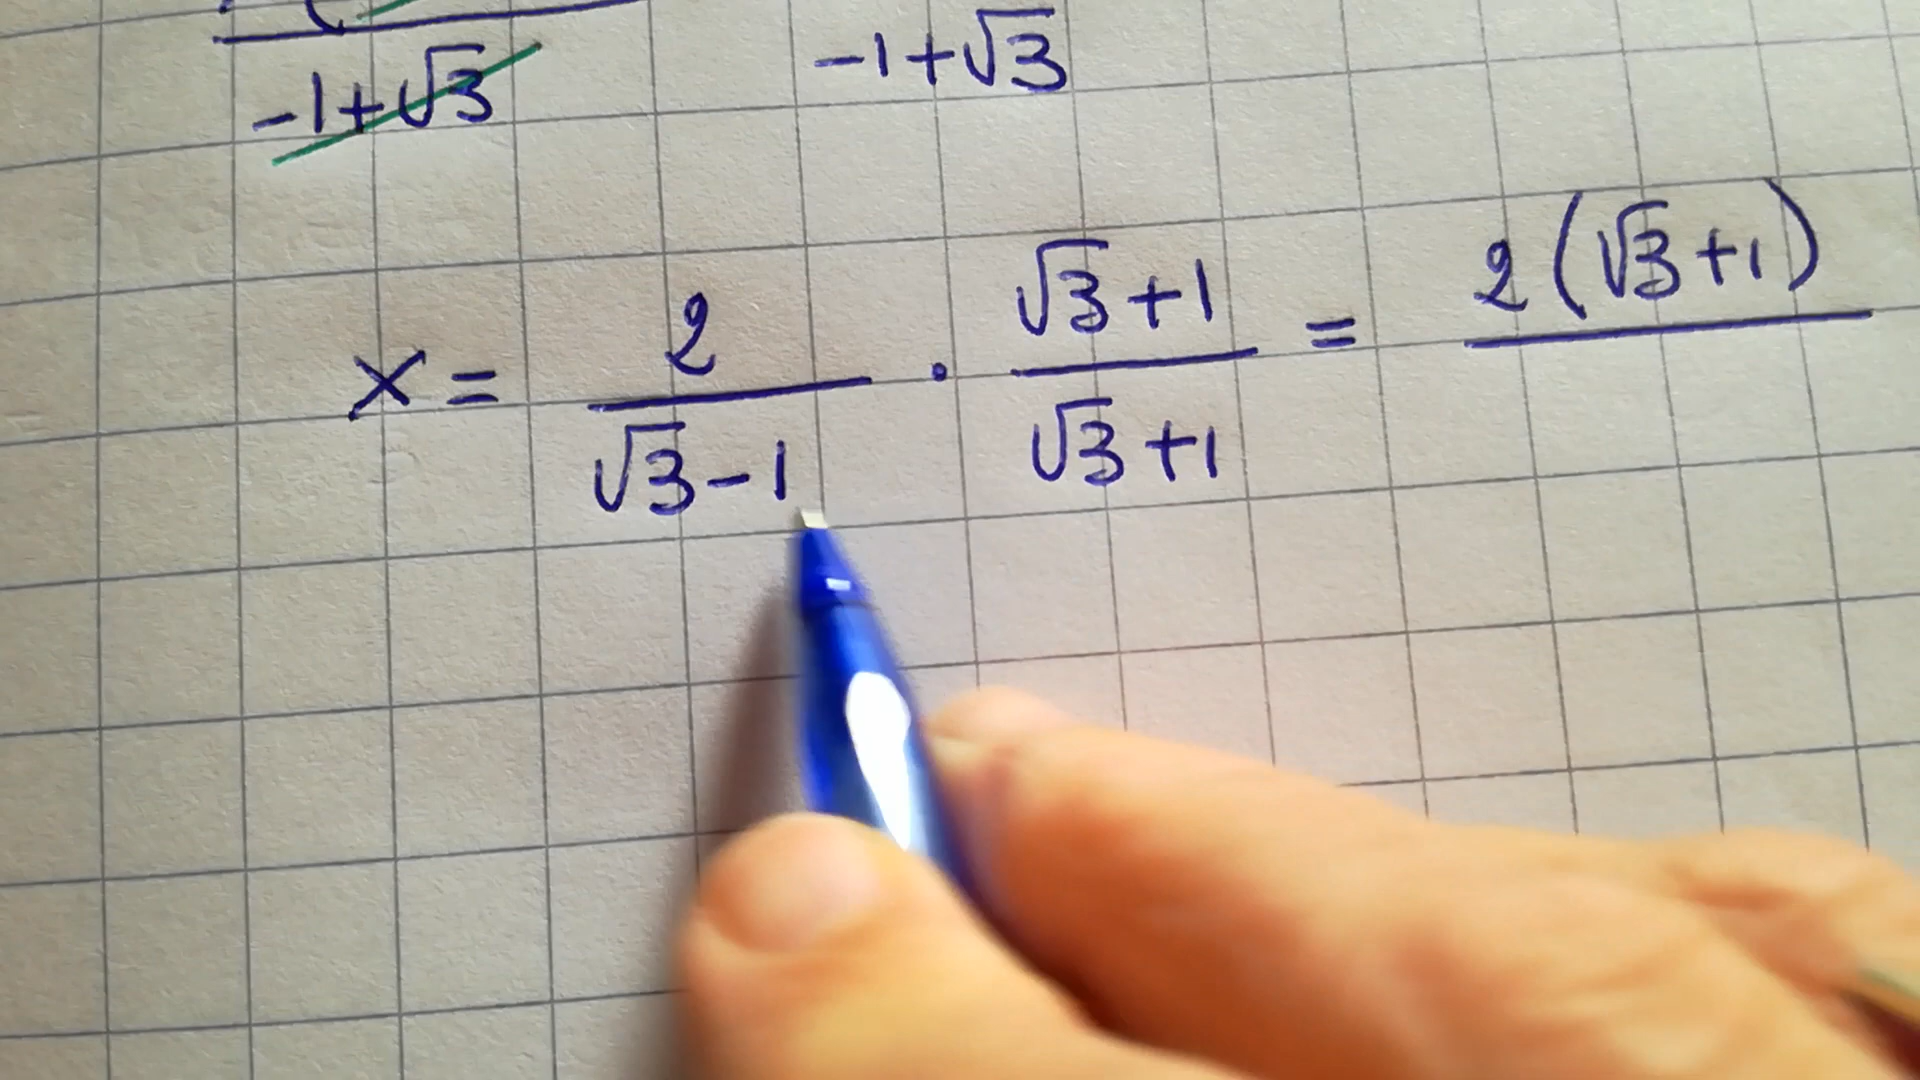 -1+√3 -1+√3
x = 2/(√3-1) · (√3+1)/(√3+1) = 2(√3+1)